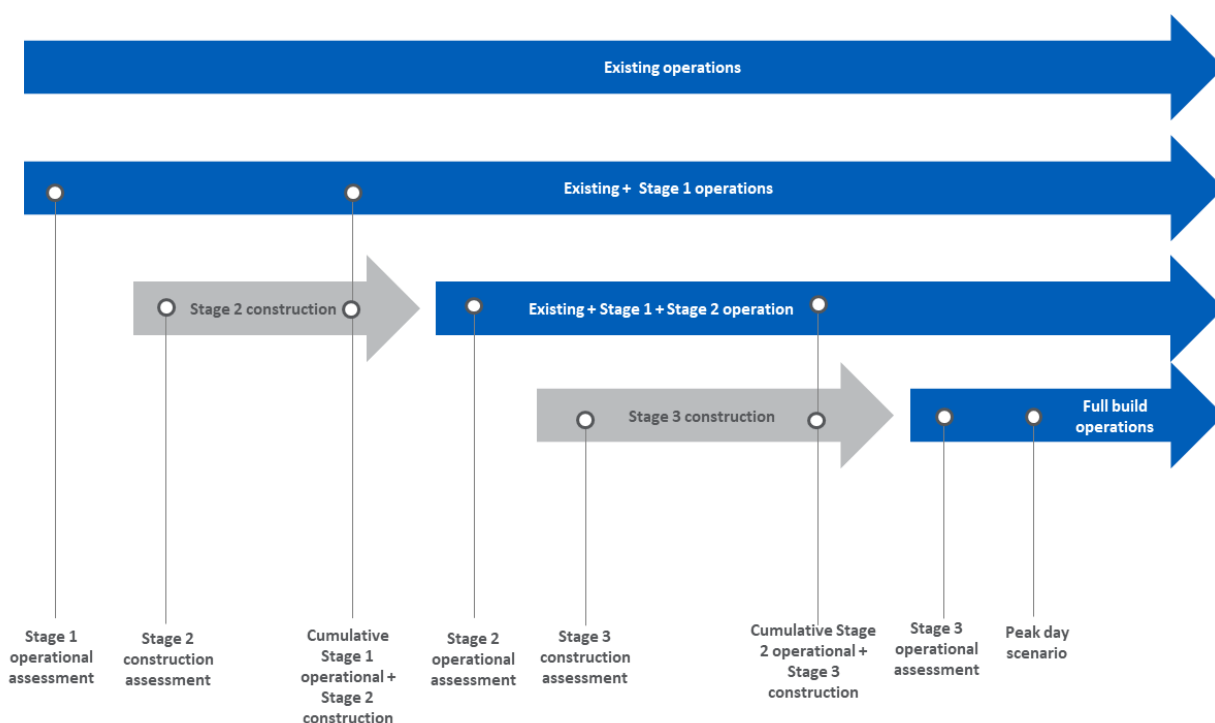 Existing operations
Existing + Stage 1 operations
Stage 2 construction
Existing + Stage 1 + Stage 2 operation
Stage 3 construction
Full build
operations
Stage 1
operational
assessment
Stage 2
construction
assessment
Cumulative
Stage 1
operational +
Stage 2
construction
Stage 2
operational
assessment
Stage 3
construction
assessment
Cumulative Stage
2 operational +
Stage 3
construction
Stage 3
operational
assessment
Peak day
scenario